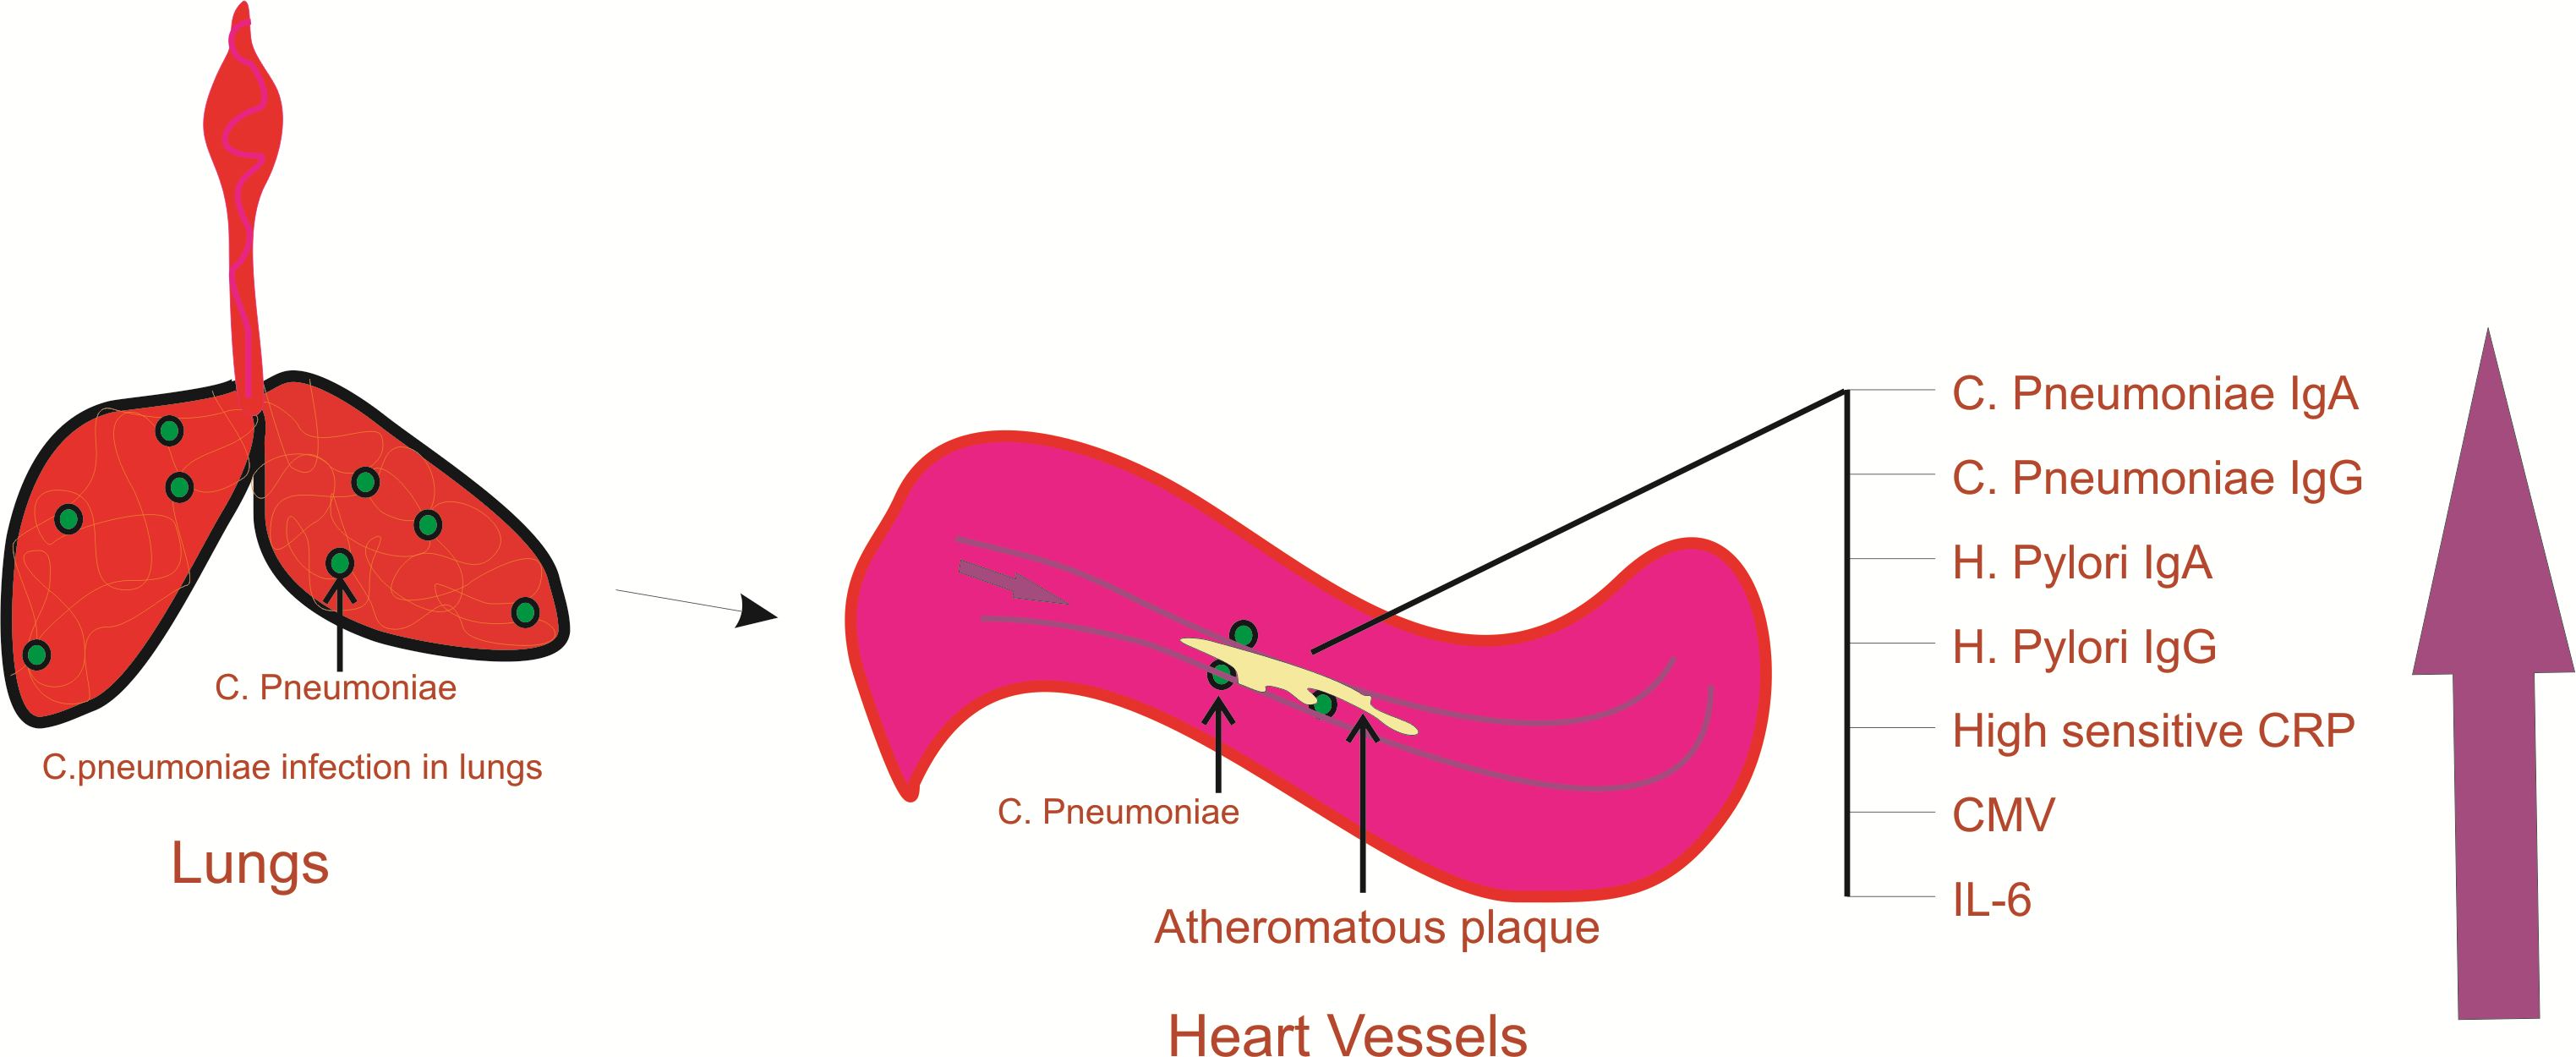 C. Pneumoniae
C.pneumoniae infection in lungs
Lungs
C. Pneumoniae
Atheromatous plaque
Heart Vessels
C. Pneumoniae IgA
C. Pneumoniae IgG
H. Pylori IgA
H. Pylori IgG
High sensitive CRP
CMV
IL-6